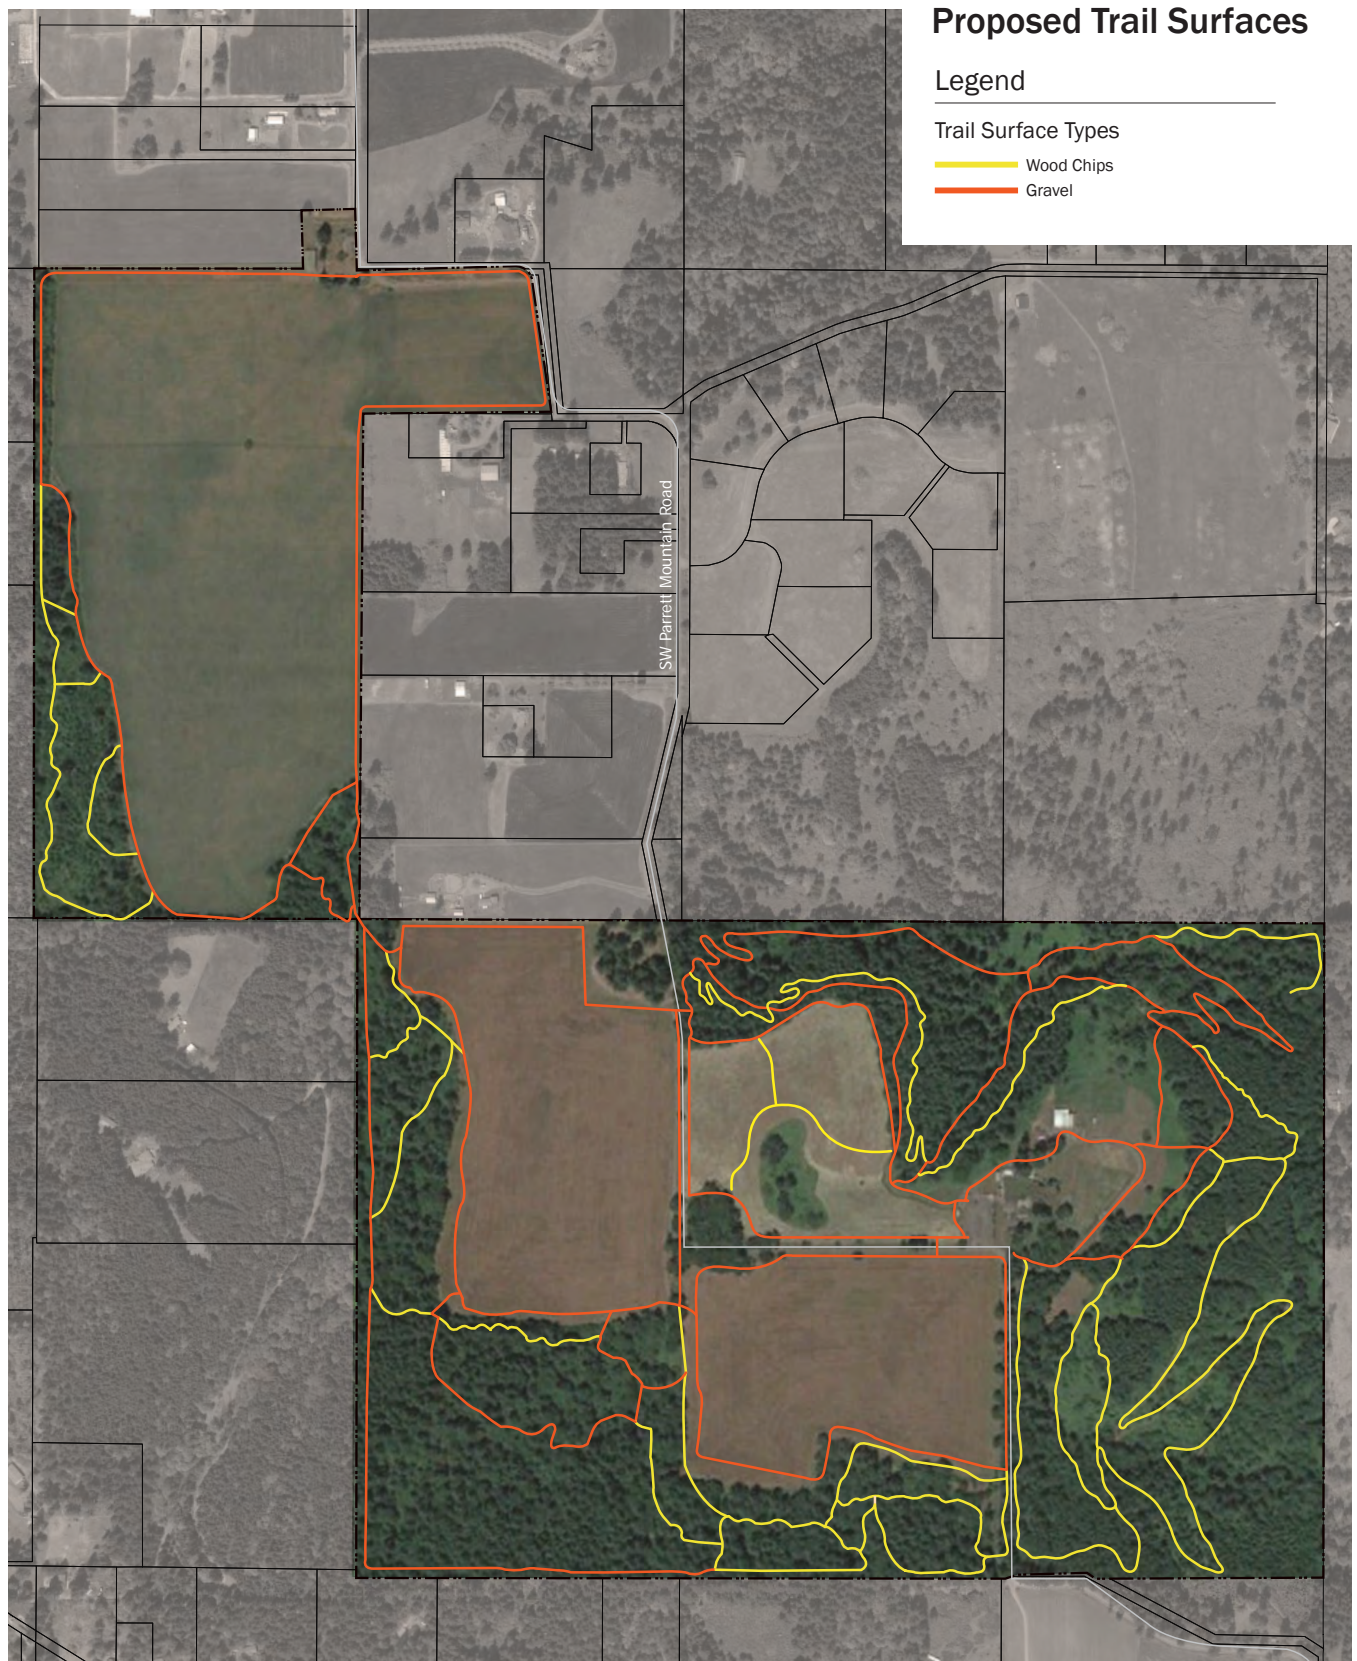 Proposed Trail Surfaces
Legend
Trail Surface Types
Wood Chips
Gravel
SW Parrett Mountain Road